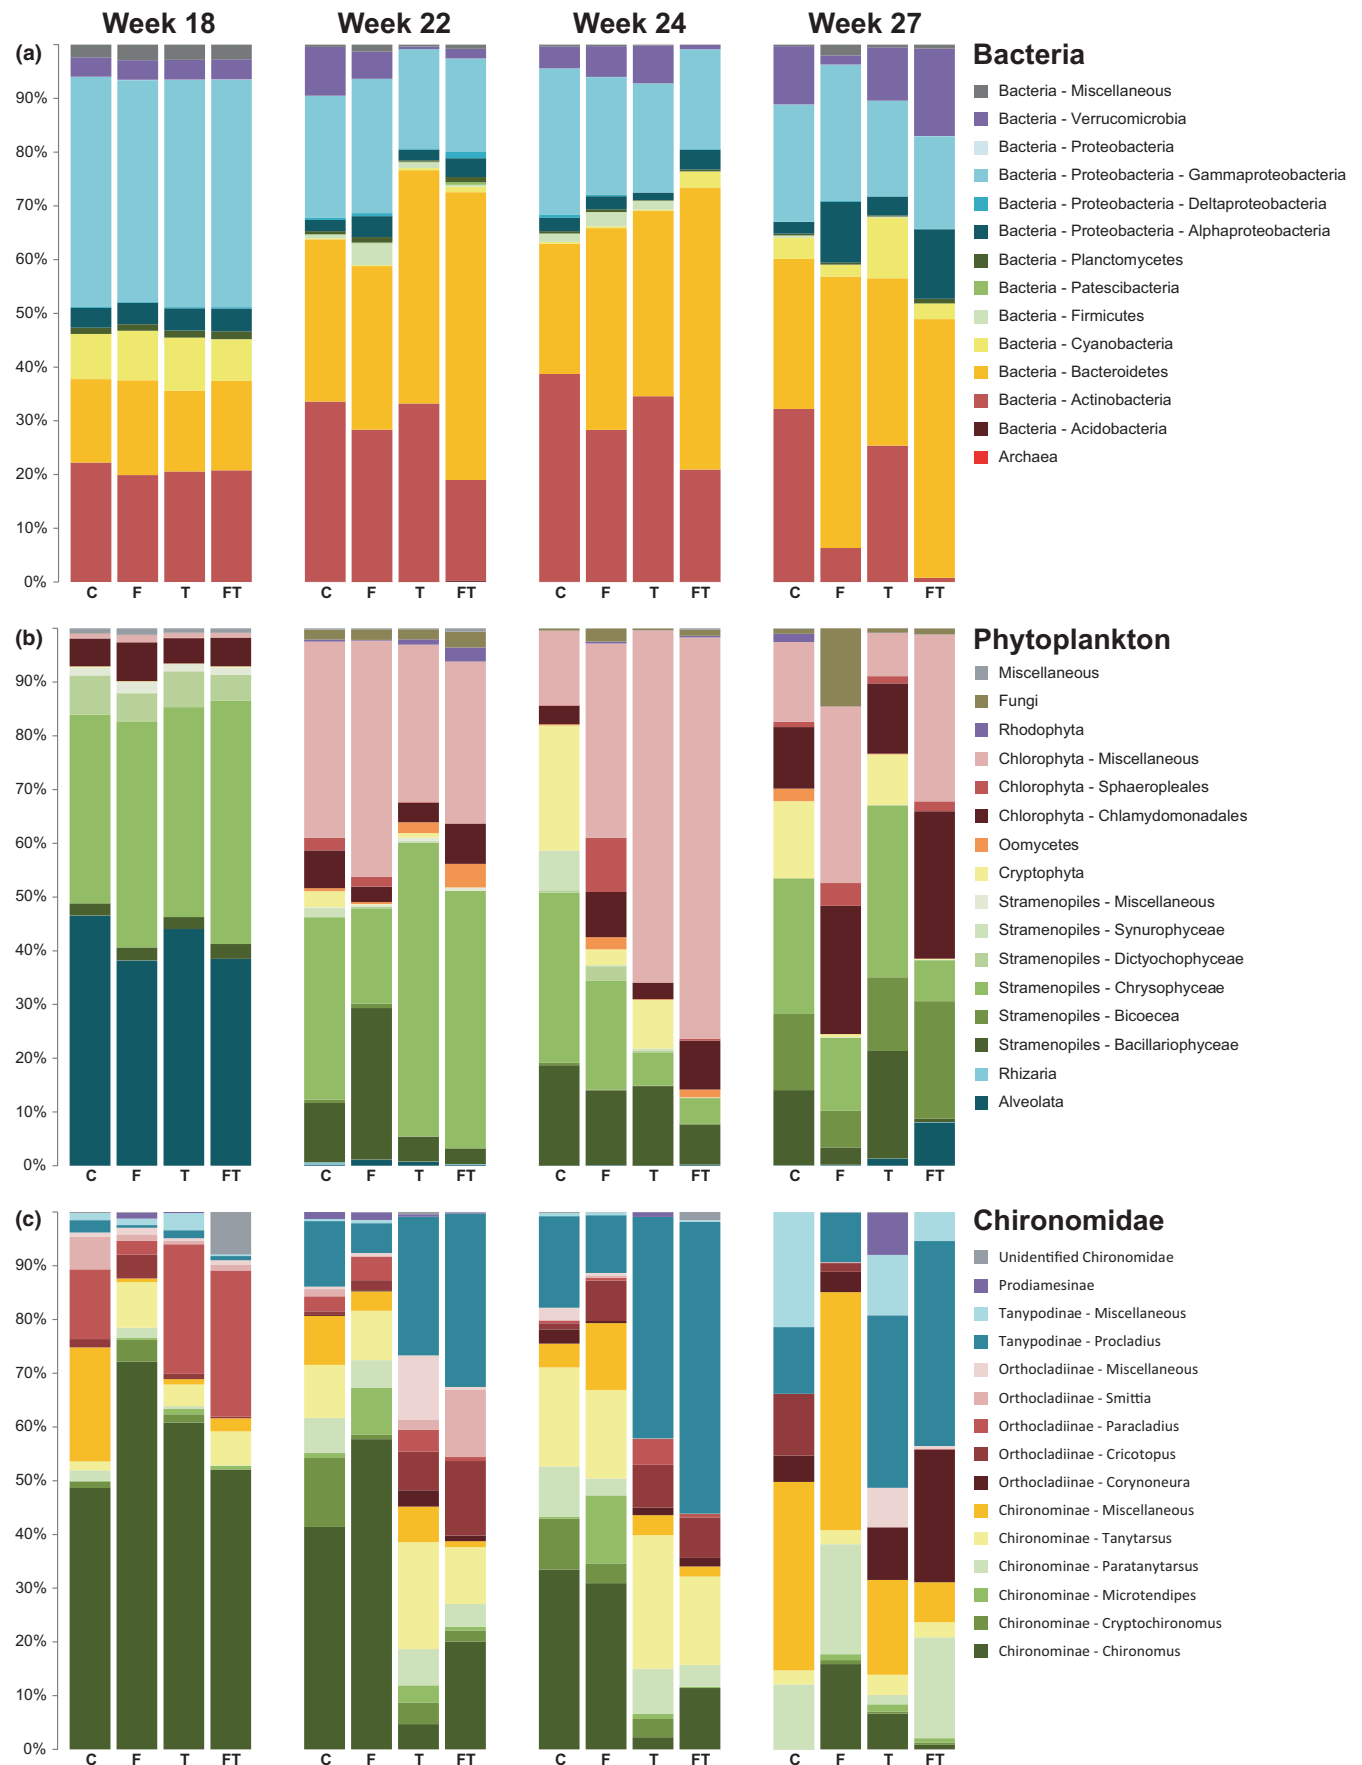 Week 18 Week 22 Week 24 Week 27
(a)
90%
80%
70%
60%
50%
40%
30%
20%
10%
0%
C F T FT C F T FT C F T FT C F T FT
Bacteria
Bacteria - Miscellaneous
Bacteria - Verrucomicrobia
Bacteria - Proteobacteria
Bacteria - Proteobacteria - Gammaproteobacteria
Bacteria - Proteobacteria - Deltaproteobacteria
Bacteria - Proteobacteria - Alphaproteobacteria
Bacteria - Planctomycetes
Bacteria - Patescibacteria
Bacteria - Firmicutes
Bacteria - Cyanobacteria
Bacteria - Bacteroidetes
Bacteria - Actinobacteria
Bacteria - Acidobacteria
Archaea
(b)
90%
80%
70%
60%
50%
40%
30%
20%
10%
0%
C F T FT C F T FT C F T FT C F T FT
Phytoplankton
Miscellaneous
Fungi
Rhodophyta
Chlorophyta - Miscellaneous
Chlorophyta - Sphaeropleales
Chlorophyta - Chlamydomonadales
Oomycetes
Cryptophyta
Stramenopiles - Miscellaneous
Stramenopiles - Synurophyceae
Stramenopiles - Dictyochophyceae
Stramenopiles - Chrysophyceae
Stramenopiles - Bicoecea
Stramenopiles - Bacillariophyceae
Rhizaria
Alveolata
(c)
90%
80%
70%
60%
50%
40%
30%
20%
10%
0%
C F T FT C F T FT C F T FT C F T FT
Chironomidae
Unidentified Chironomidae
Prodiamesinae
Tanypodinae - Miscellaneous
Tanypodinae - Procladius
Orthocladiinae - Miscellaneous
Orthocladiinae - Smittia
Orthocladiinae - Paracladius
Orthocladiinae - Cricotopus
Orthocladiinae - Corynoneura
Chironominae - Miscellaneous
Chironominae - Tanytarsus
Chironominae - Paratanytarsus
Chironominae - Microtendipes
Chironominae - Cryptochironomus
Chironominae - Chironomus